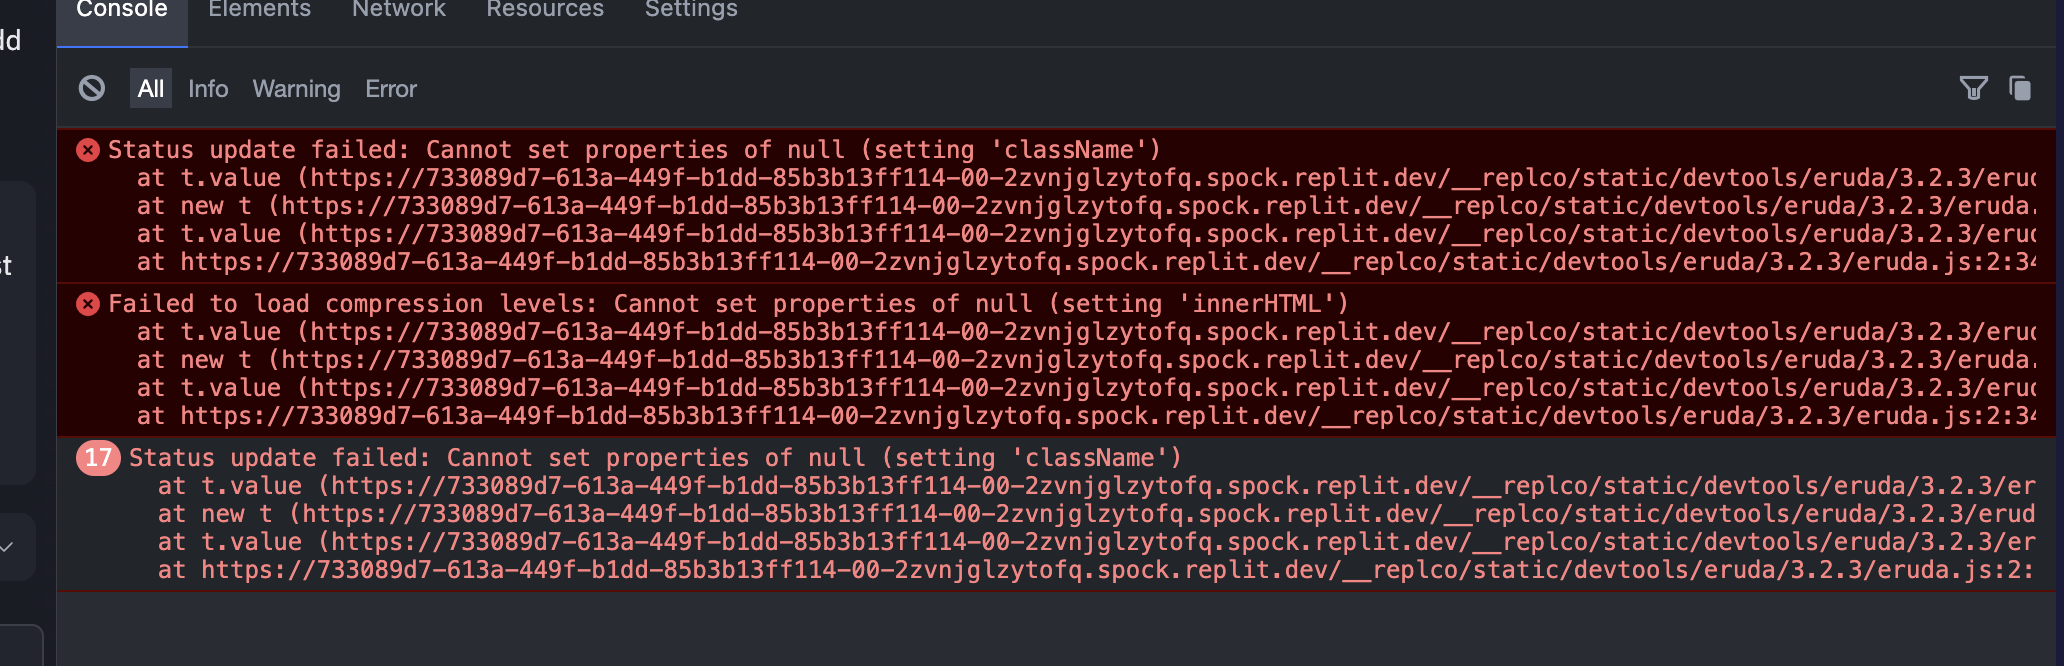 Console Elements Network Resources Settings
dd
All Info Warning Error
Status update failed: Cannot set properties of null (setting 'className')
at t.value (https://733089d7-613a-449f-b1dd-85b3b13ff114-00-2zvnjglzytofq.spock.replit.dev/__replco/static/devtools/eruda/3.2.3/eru
at new t (https://733089d7-613a-449f-b1dd-85b3b13ff114-00-2zvnjglzytofq.spock.replit.dev/__replco/static/devtools/eruda/3.2.3/eruda.
at t.value (https://733089d7-613a-449f-b1dd-85b3b13ff114-00-2zvnjglzytofq.spock.replit.dev/__replco/static/devtools/eruda/3.2.3/eru
at https://733089d7-613a-449f-b1dd-85b3b13ff114-00-2zvnjglzytofq.spock.replit.dev/__replco/static/devtools/eruda/3.2.3/eruda.js:2:34
st
Failed to load compression levels: Cannot set properties of null (setting 'innerHTML')
at t.value (https://733089d7-613a-449f-b1dd-85b3b13ff114-00-2zvnjglzytofq.spock.replit.dev/__replco/static/devtools/eruda/3.2.3/eru
at new t (https://733089d7-613a-449f-b1dd-85b3b13ff114-00-2zvnjglzytofq.spock.replit.dev/__replco/static/devtools/eruda/3.2.3/eruda.
at t.value (https://733089d7-613a-449f-b1dd-85b3b13ff114-00-2zvnjglzytofq.spock.replit.dev/__replco/static/devtools/eruda/3.2.3/eru
at https://733089d7-613a-449f-b1dd-85b3b13ff114-00-2zvnjglzytofq.spock.replit.dev/__replco/static/devtools/eruda/3.2.3/eruda.js:2:34
17 Status update failed: Cannot set properties of null (setting 'className')
at t.value (https://733089d7-613a-449f-b1dd-85b3b13ff114-00-2zvnjglzytofq.spock.replit.dev/__replco/static/devtools/eruda/3.2.3/er
at new t (https://733089d7-613a-449f-b1dd-85b3b13ff114-00-2zvnjglzytofq.spock.replit.dev/__replco/static/devtools/eruda/3.2.3/erud
at t.value (https://733089d7-613a-449f-b1dd-85b3b13ff114-00-2zvnjglzytofq.spock.replit.dev/__replco/static/devtools/eruda/3.2.3/er
at https://733089d7-613a-449f-b1dd-85b3b13ff114-00-2zvnjglzytofq.spock.replit.dev/__replco/static/devtools/eruda/3.2.3/eruda.js:2: